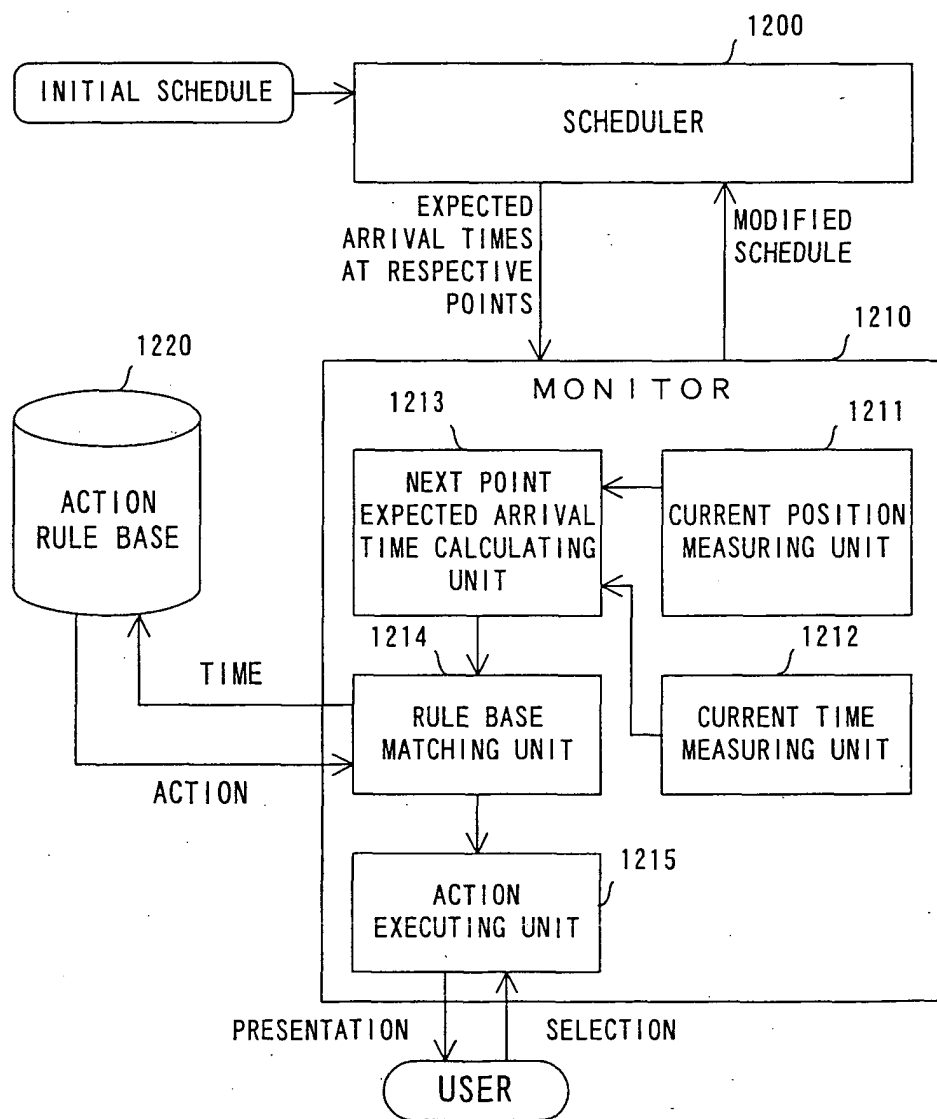 1200
INITIAL SCHEDULE
SCHEDULER
EXPECTED
ARRIVAL TIMES
AT RESPECTIVE
POINTS
MODIFIED
SCHEDULE
1210
1220
MONITOR
1213
1211
ACTION
RULE BASE
NEXT POINT
EXPECTED ARRIVAL
TIME CALCULATING
UNIT
CURRENT POSITION
MEASURING UNIT
1214
1212
TIME
RULE BASE
MATCHING UNIT
CURRENT TIME
MEASURING UNIT
ACTION
1215
ACTION
EXECUTING UNIT
PRESENTATION
SELECTION
USER